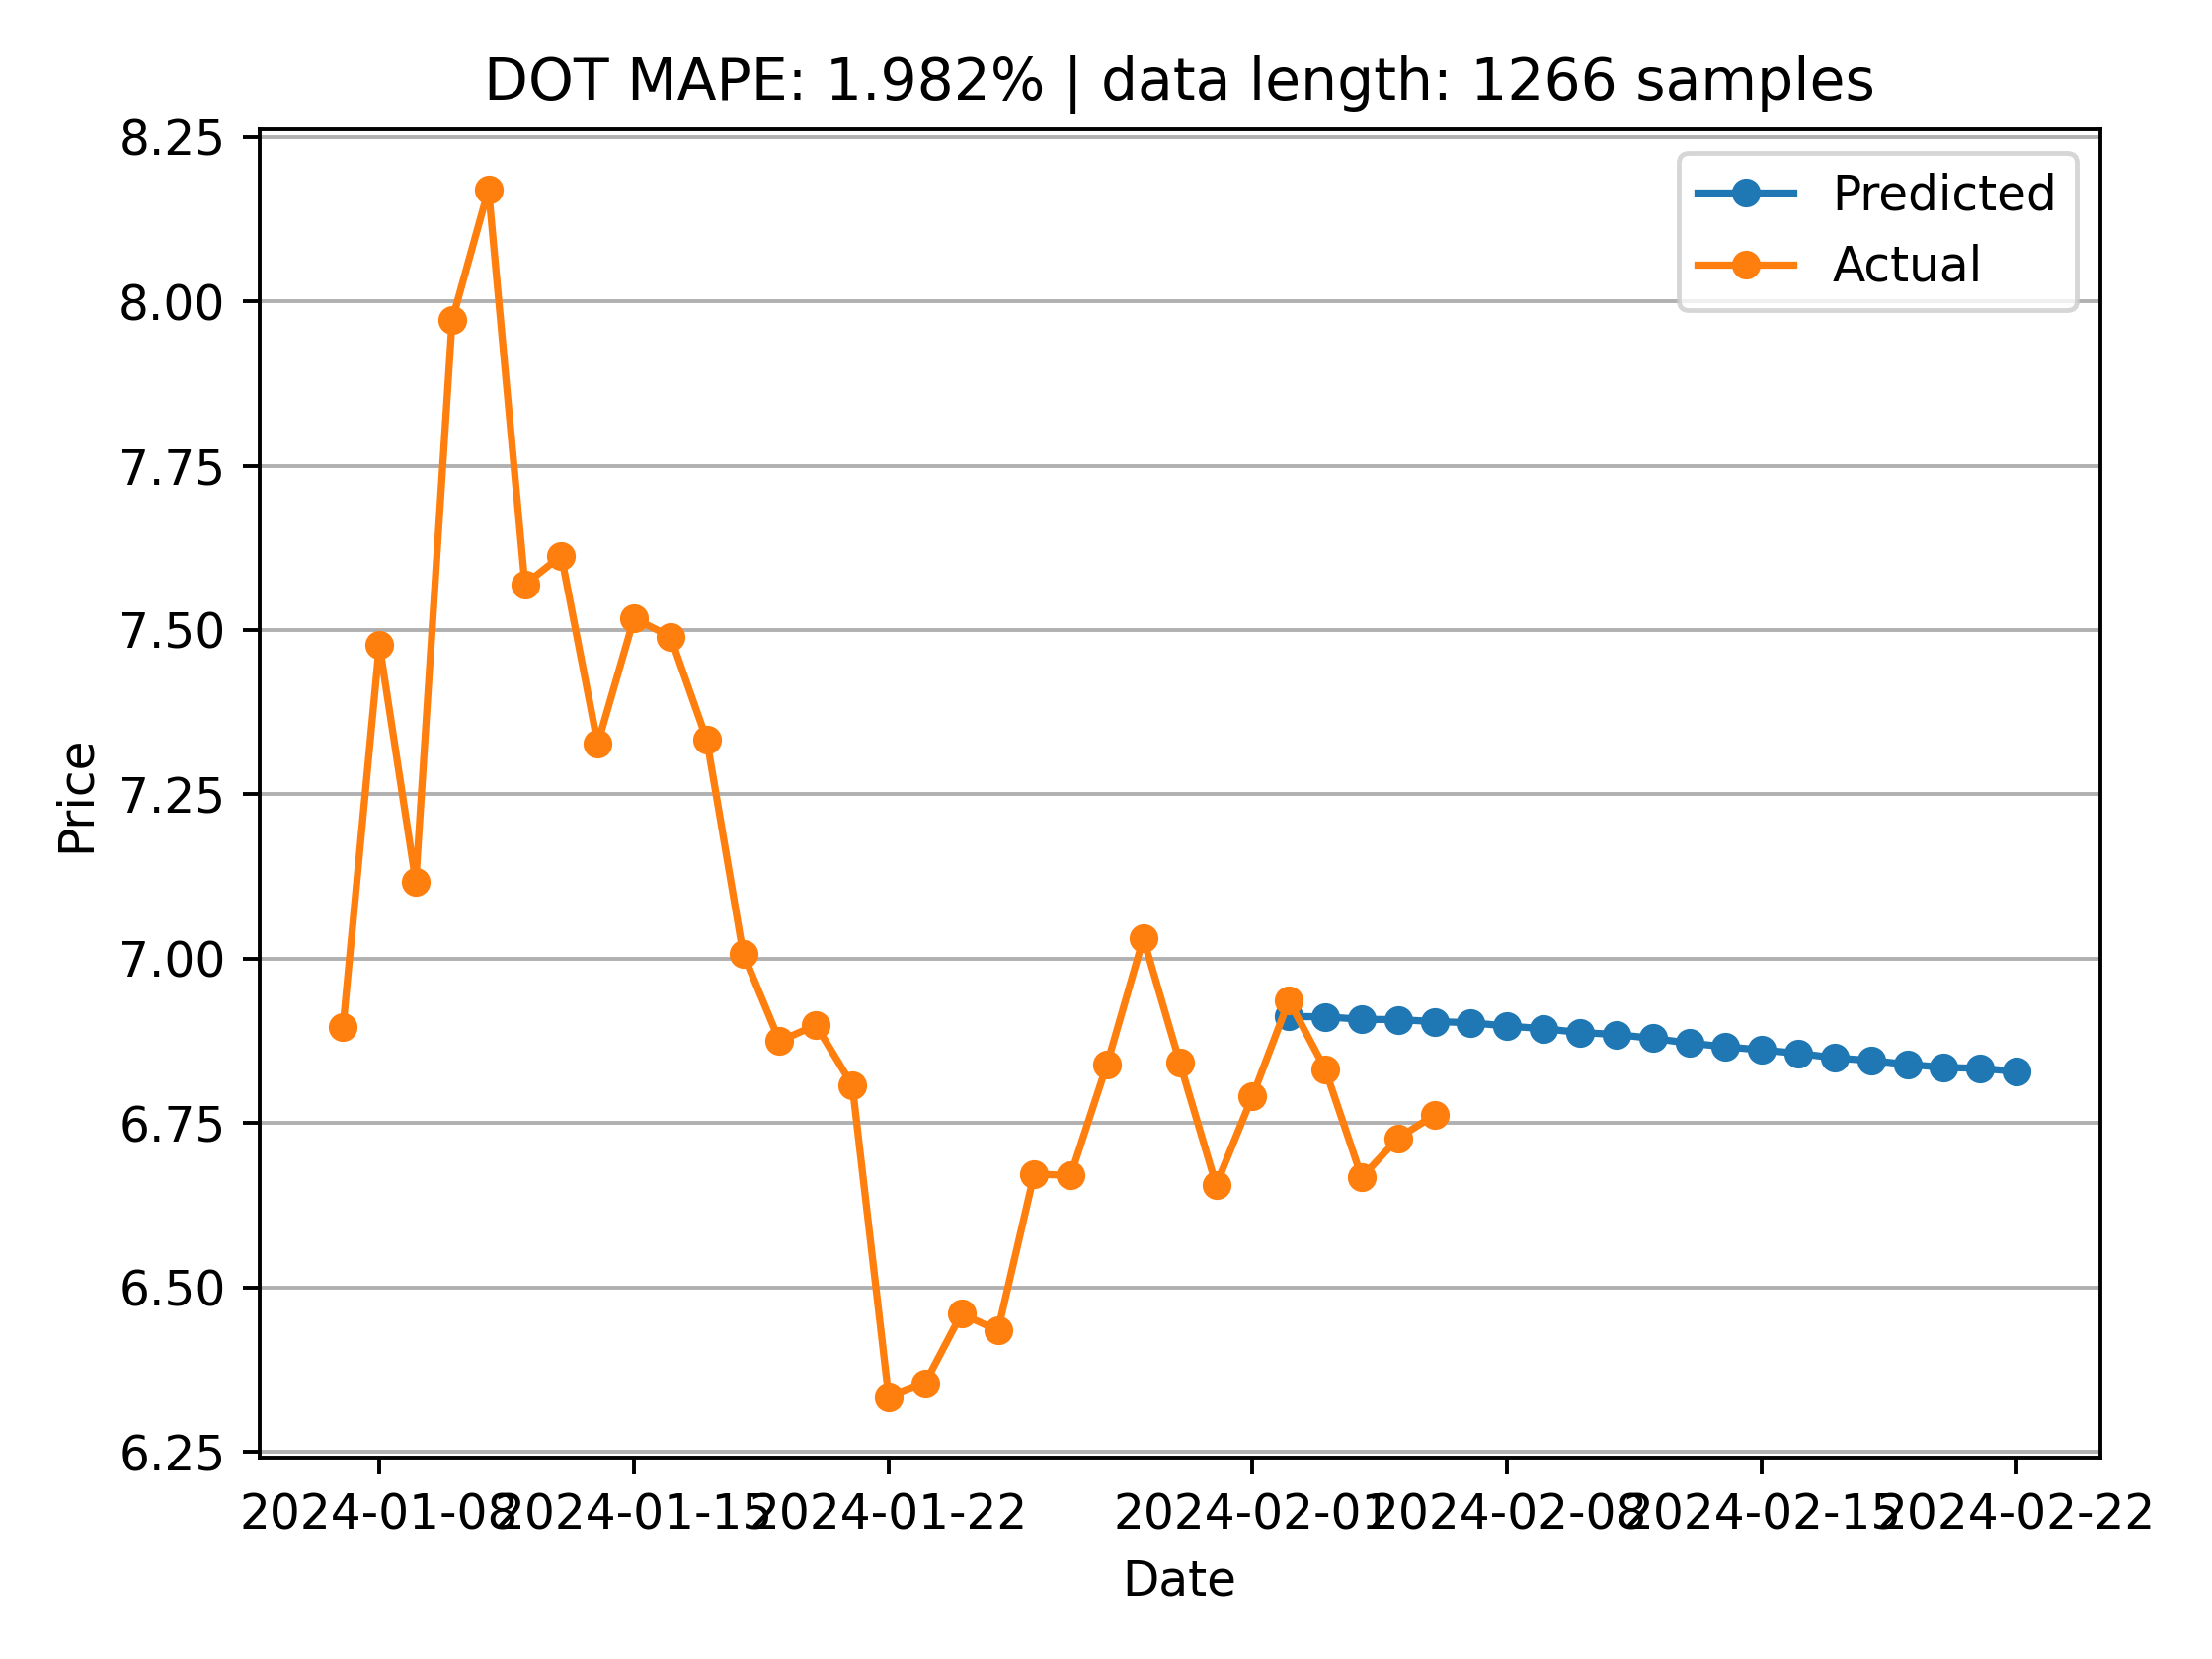 DOT MAPE: 1.982% | data length: 1266 samples
8.25
8.00
7.75
7.50
7.25
7.00
6.75
6.50
6.25
Price
Predicted
Actual
2024-01-08 2024-01-15 2024-01-22 2024-02-01 2024-02-08 2024-02-15 2024-02-22
Date